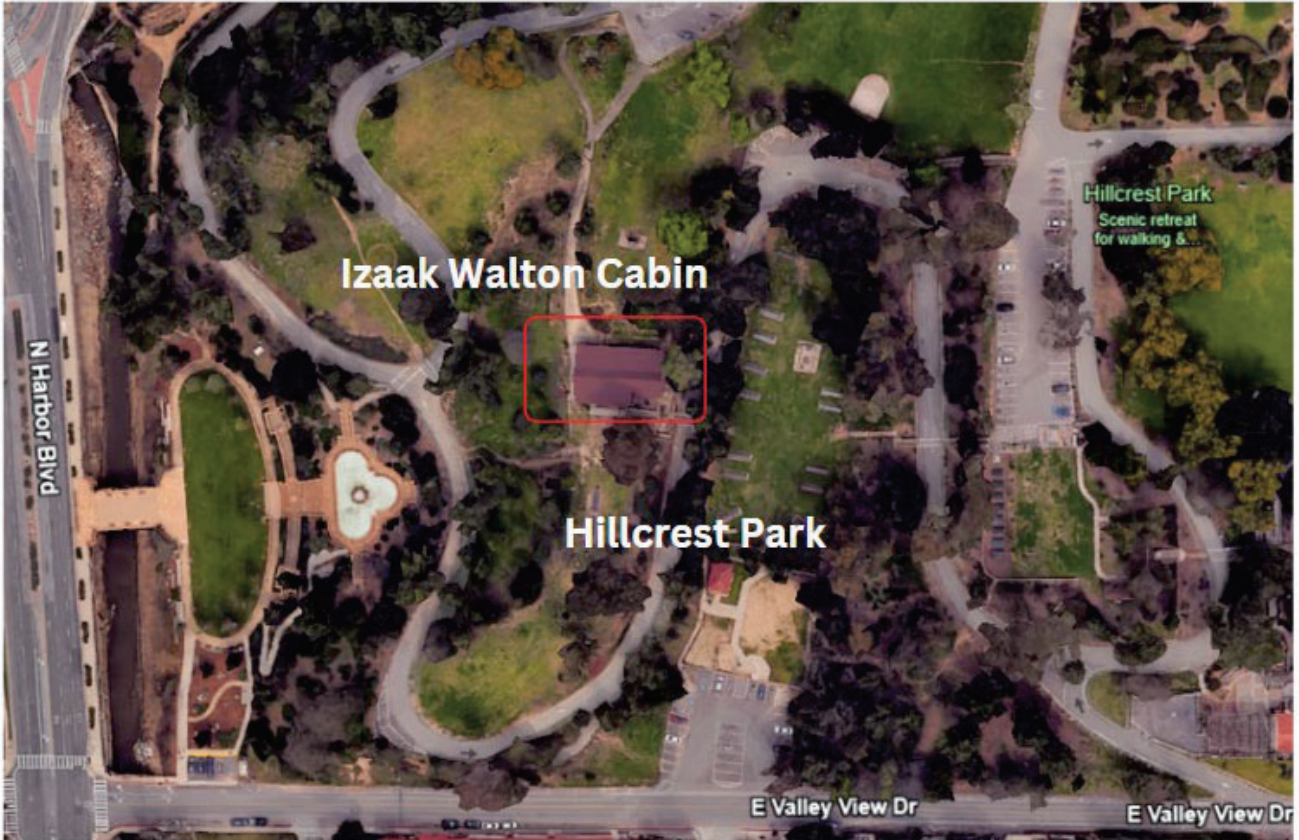 Hillcrest Park
Scenic retreat
for walking &...
Izaak Walton Cabin
N Harbor Blvd
Hillcrest Park
E Valley View Dr
E Valley View Dr